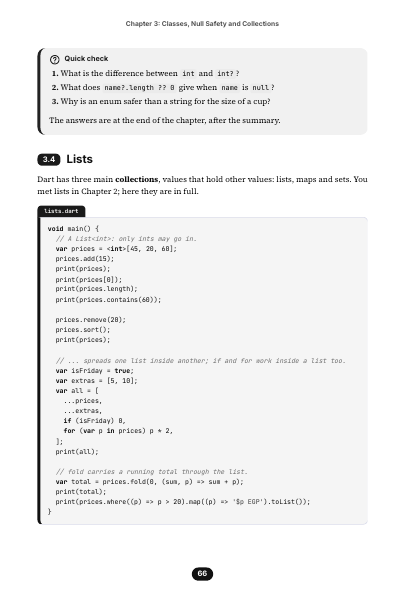 Chapter 3: Classes, Null Safety and Collections
Quick check
1. What is the difference between int and int? ?
2. What does name?.length ?? 0 give when name is null ?
3. Why is an enum safer than a string for the size of a cup?
The answers are at the end of the chapter, after the summary.
3.4 Lists
Dart has three main collections, values that hold other values: lists, maps and sets. You
met lists in Chapter 2; here they are in full.
lists.dart
void main() {
  // A List<int>: only ints may go in.
  var prices = <int>[45, 20, 60];
  prices.add(15);
  print(prices);
  print(prices[0]);
  print(prices.length);
  print(prices.contains(60));
  prices.remove(20);
  prices.sort();
  print(prices);
  // ... spreads one list inside another; if and for work inside a list too.
  var isFriday = true;
  var extras = [5, 10];
  var all = [
    ...prices,
    ...extras,
    if (isFriday) 0,
    for (var p in prices) p * 2,
  ];
  print(all);
  // fold carries a running total through the list.
  var total = prices.fold(0, (sum, p) => sum + p);
  print(total);
  print(prices.where((p) => p > 20).map((p) => '$p EGP').toList());
}
66